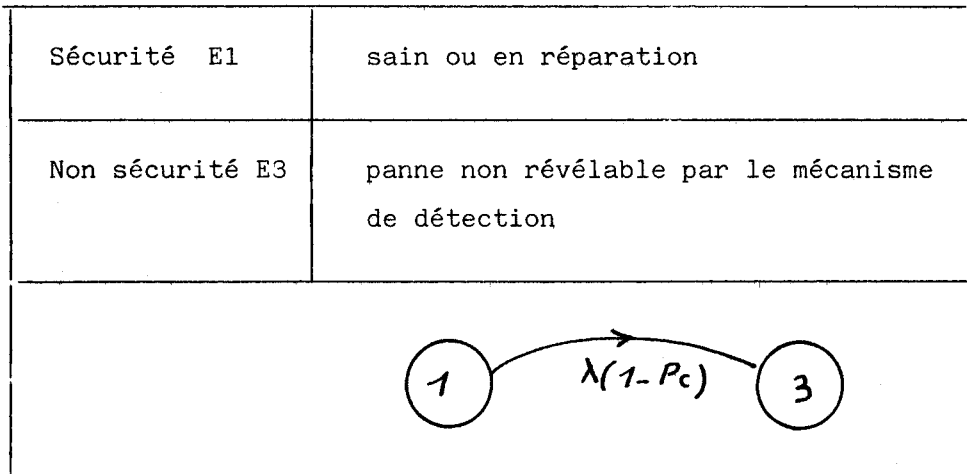 Sécurité E1 sain ou en réparation
Non sécurité E3 panne non révélable par le mécanisme
de détection
1 λ(1-Pc) 3